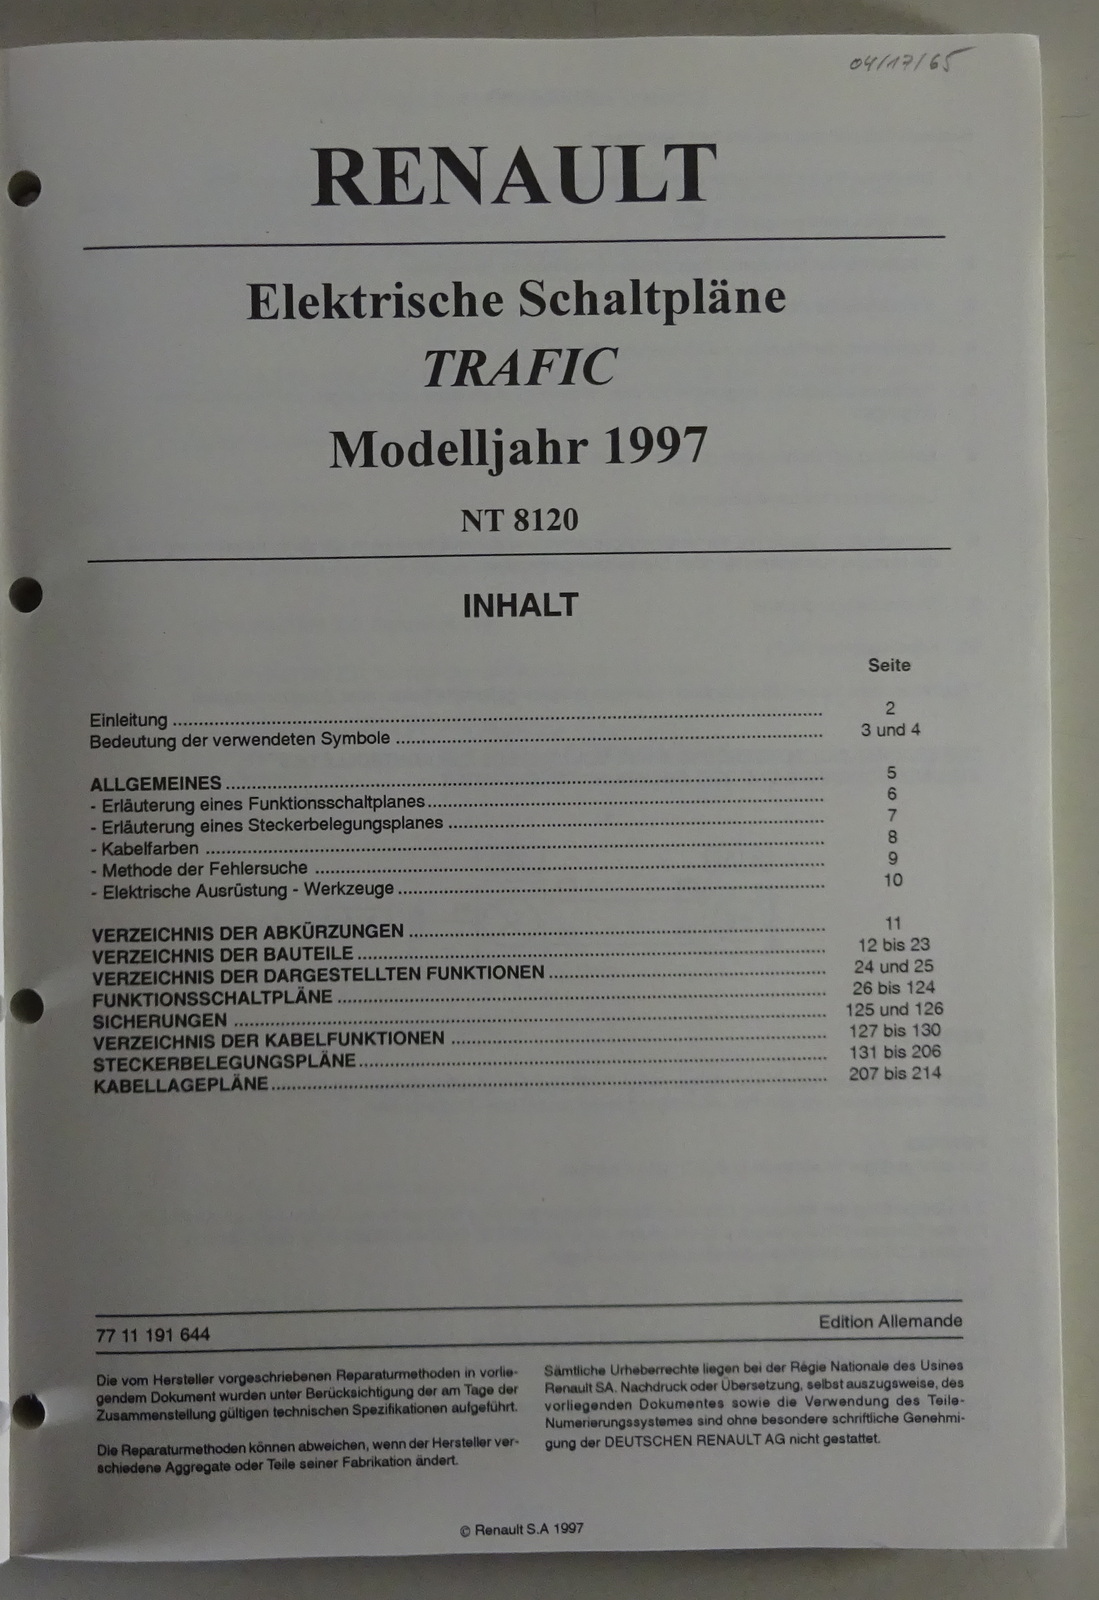 04/17/65
RENAULT
Elektrische Schaltpläne
TRAFIC
Modelljahr 1997
NT 8120
INHALT
Seite
Einleitung ........ 2
Bedeutung der verwendeten Symbole ........ 3 und 4
ALLGEMEINES ........ 5
- Erläuterung eines Funktionsschaltplanes ........ 6
- Erläuterung eines Steckerbelegungsplanes ........ 7
- Kabelfarben ........ 8
- Methode der Fehlersuche ........ 9
- Elektrische Ausrüstung - Werkzeuge ........ 10
VERZEICHNIS DER ABKÜRZUNGEN ........ 11
VERZEICHNIS DER BAUTEILE ........ 12 bis 23
VERZEICHNIS DER DARGESTELLTEN FUNKTIONEN ........ 24 und 25
FUNKTIONSSCHALTPLÄNE ........ 26 bis 124
SICHERUNGEN ........ 125 und 126
VERZEICHNIS DER KABELFUNKTIONEN ........ 127 bis 130
STECKERBELEGUNGSPLÄNE ........ 131 bis 206
KABELLAGEPLÄNE ........ 207 bis 214
77 11 191 644
Edition Allemande
Die vom Hersteller vorgeschriebenen Reparaturmethoden in vorlie-
gendem Dokument wurden unter Berücksichtigung der am Tage der
Zusammenstellung gültigen technischen Spezifikationen aufgeführt.
Die Reparaturmethoden können abweichen, wenn der Hersteller ver-
schiedene Aggregate oder Teile seiner Fabrikation ändert.
Sämtliche Urheberrechte liegen bei der Régie Nationale des Usines
Renault SA. Nachdruck oder Übersetzung, selbst auszugsweise, des
vorliegenden Dokumentes sowie die Verwendung des Teile-
Numerierungssystemes sind ohne besondere schriftliche Genehmi-
gung der DEUTSCHEN RENAULT AG nicht gestattet.
© Renault S.A 1997